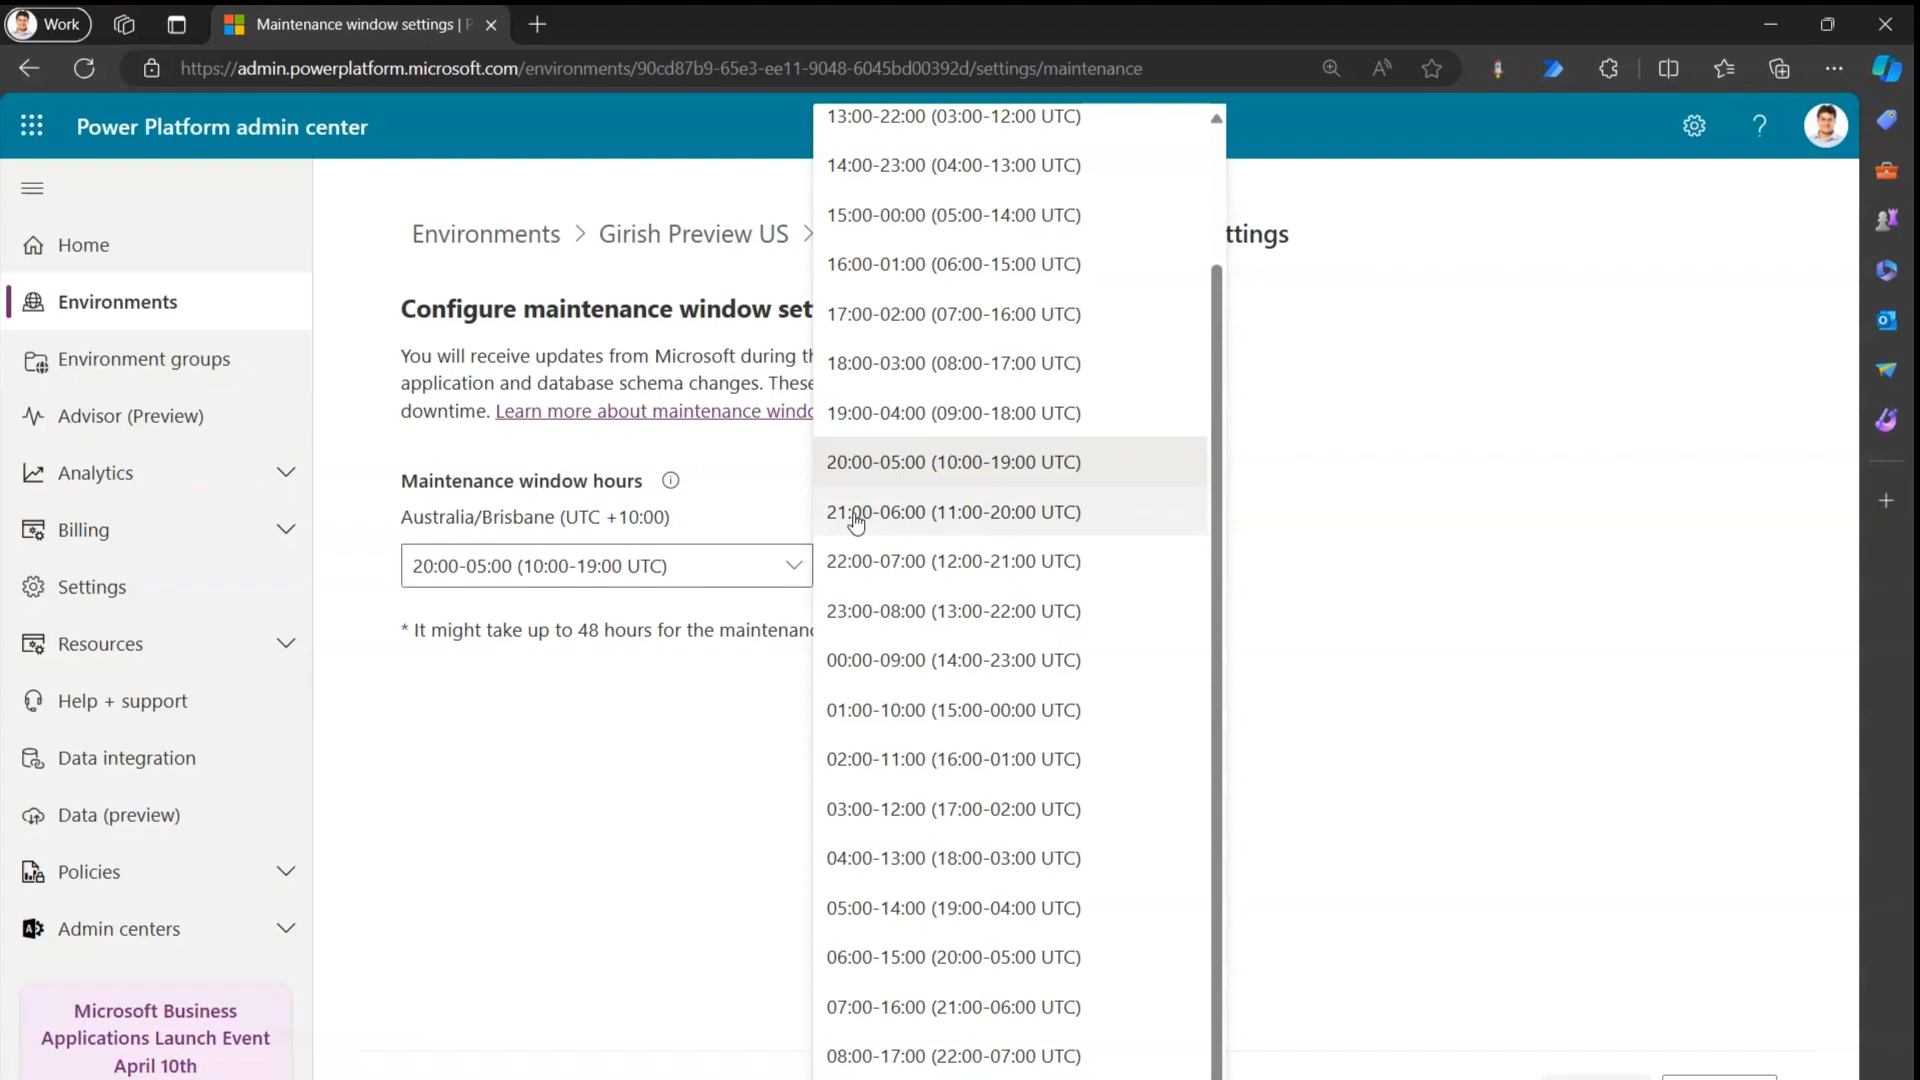 Work
Maintenance window settings | P
https://admin.powerplatform.microsoft.com/environments/90cd87b9-65e3-ee11-9048-6045bd00392d/settings/maintenance
Power Platform admin center
Home
Environments
Environment groups
Advisor (Preview)
Analytics
Billing
Settings
Resources
Help + support
Data integration
Data (preview)
Policies
Admin centers
Microsoft Business
Applications Launch Event
April 10th
Environments > Girish Preview US > ttings
Configure maintenance window set
You will receive updates from Microsoft during th
application and database schema changes. These
downtime. Learn more about maintenance windo
Maintenance window hours
Australia/Brisbane (UTC +10:00)
20:00-05:00 (10:00-19:00 UTC)
* It might take up to 48 hours for the maintenanc
13:00-22:00 (03:00-12:00 UTC)
14:00-23:00 (04:00-13:00 UTC)
15:00-00:00 (05:00-14:00 UTC)
16:00-01:00 (06:00-15:00 UTC)
17:00-02:00 (07:00-16:00 UTC)
18:00-03:00 (08:00-17:00 UTC)
19:00-04:00 (09:00-18:00 UTC)
20:00-05:00 (10:00-19:00 UTC)
21:00-06:00 (11:00-20:00 UTC)
22:00-07:00 (12:00-21:00 UTC)
23:00-08:00 (13:00-22:00 UTC)
00:00-09:00 (14:00-23:00 UTC)
01:00-10:00 (15:00-00:00 UTC)
02:00-11:00 (16:00-01:00 UTC)
03:00-12:00 (17:00-02:00 UTC)
04:00-13:00 (18:00-03:00 UTC)
05:00-14:00 (19:00-04:00 UTC)
06:00-15:00 (20:00-05:00 UTC)
07:00-16:00 (21:00-06:00 UTC)
08:00-17:00 (22:00-07:00 UTC)